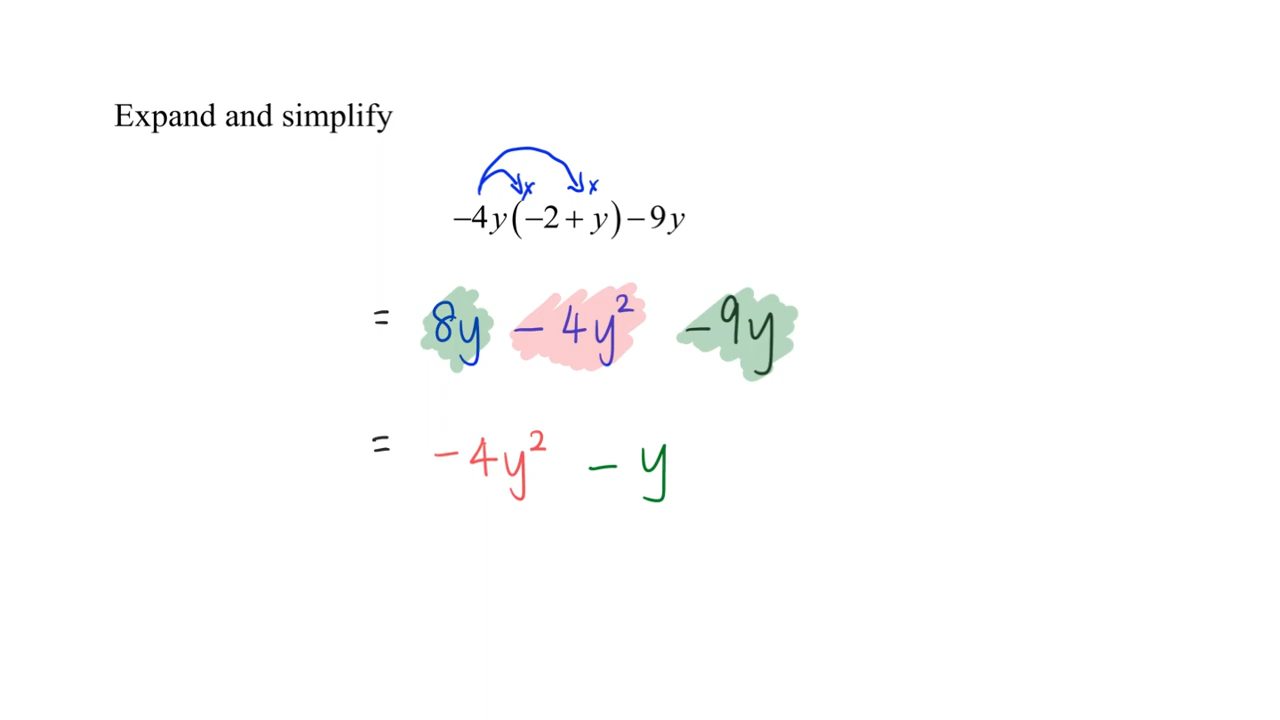 Expand and simplify
x x
−4y(−2 + y) − 9y
= 8y − 4y² − 9y
= − 4y² − y